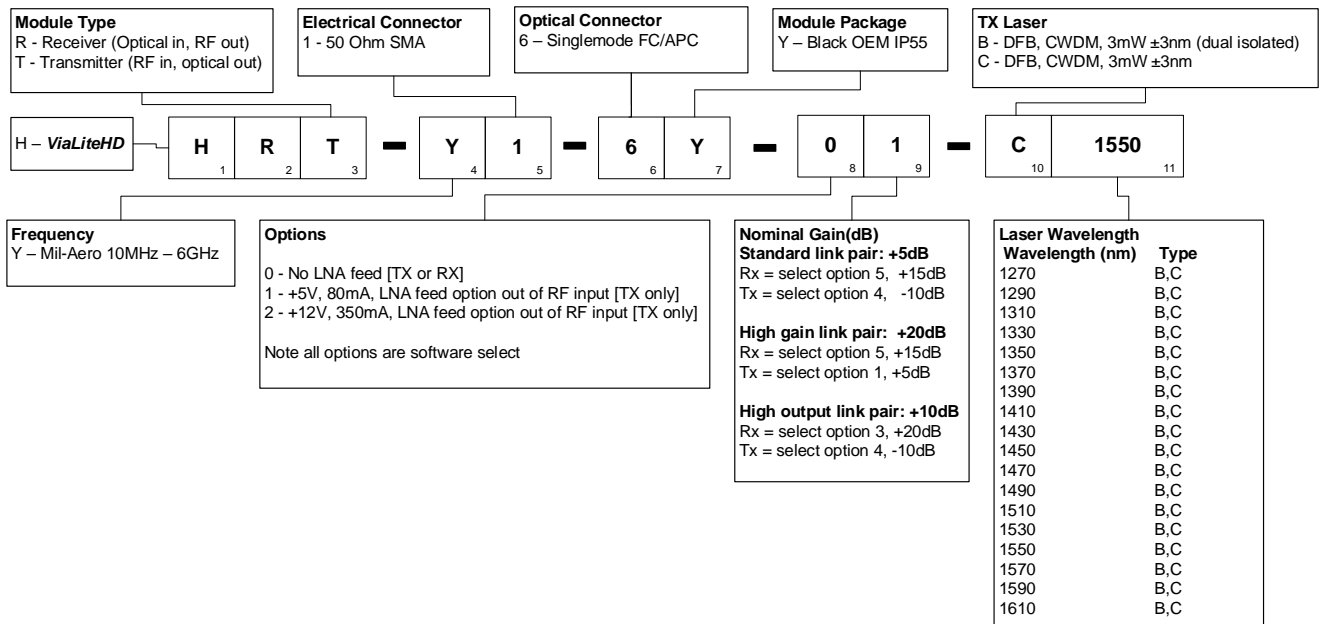 Module Type
R - Receiver (Optical in, RF out)
T - Transmitter (RF in, optical out)
Electrical Connector
1 - 50 Ohm SMA
Optical Connector
6 – Singlemode FC/APC
Module Package
Y – Black OEM IP55
TX Laser
B - DFB, CWDM, 3mW ±3nm (dual isolated)
C - DFB, CWDM, 3mW ±3nm
H – ViaLiteHD
H R T – Y 1 – 6 Y – 0 1 – C 1550
1 2 3 4 5 6 7 8 9 10 11
Frequency
Y – Mil-Aero 10MHz – 6GHz
Options
0 - No LNA feed [TX or RX]
1 - +5V, 80mA, LNA feed option out of RF input [TX only]
2 - +12V, 350mA, LNA feed option out of RF input [TX only]
Note all options are software select
Nominal Gain(dB)
Standard link pair: +5dB
Rx = select option 5, +15dB
Tx = select option 4, -10dB
High gain link pair: +20dB
Rx = select option 5, +15dB
Tx = select option 1, +5dB
High output link pair: +10dB
Rx = select option 3, +20dB
Tx = select option 4, -10dB
Laser Wavelength
Wavelength (nm) Type
1270 B,C
1290 B,C
1310 B,C
1330 B,C
1350 B,C
1370 B,C
1390 B,C
1410 B,C
1430 B,C
1450 B,C
1470 B,C
1490 B,C
1510 B,C
1530 B,C
1550 B,C
1570 B,C
1590 B,C
1610 B,C